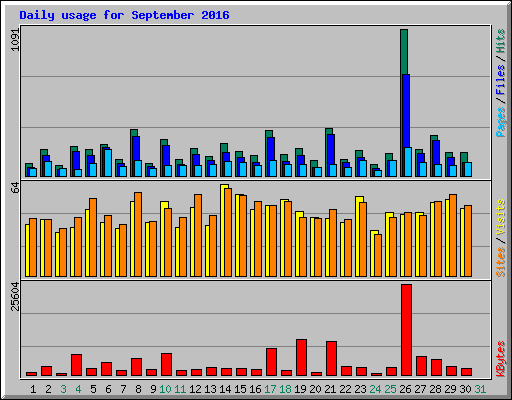 Daily usage for September 2016
1091
Pages / Files / Hits
64
Sites / Visits
25604
KBytes
1 2 3 4 5 6 7 8 9 10 11 12 13 14 15 16 17 18 19 20 21 22 23 24 25 26 27 28 29 30 31